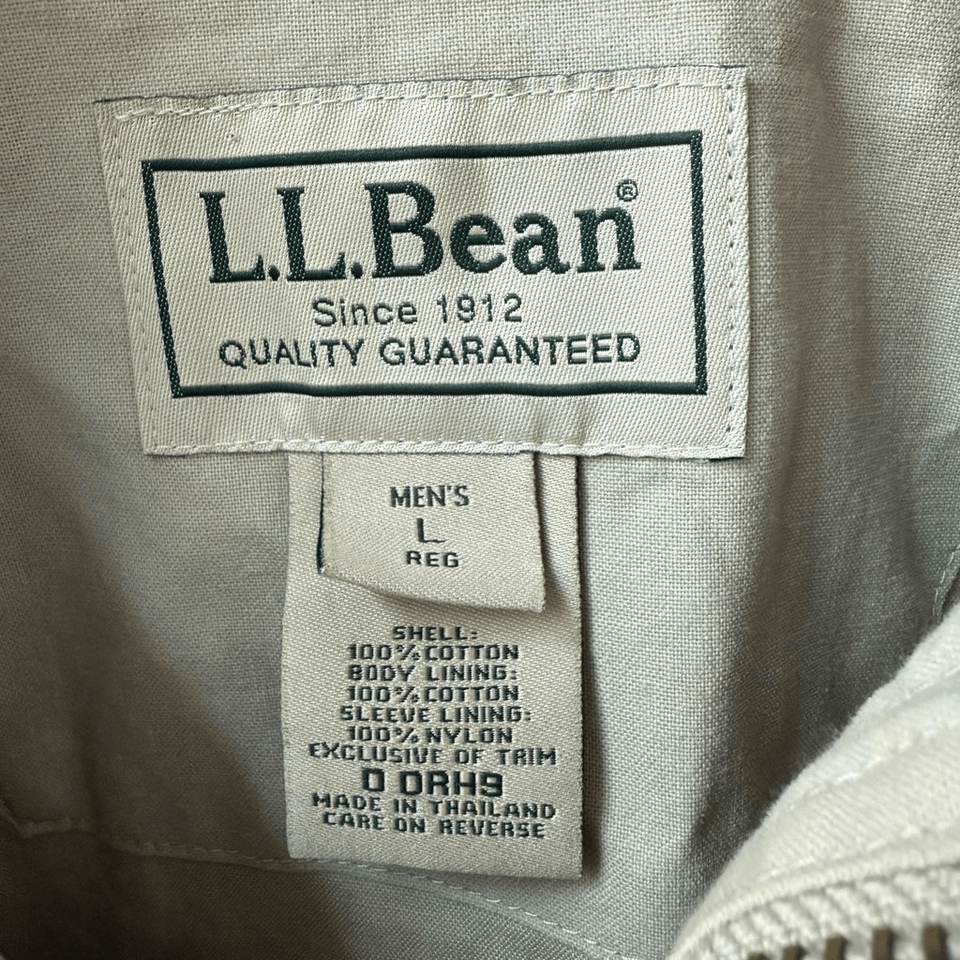 L.L.Bean®
Since 1912
QUALITY GUARANTEED
MEN'S
L
REG
SHELL:
100% COTTON
BODY LINING:
100% COTTON
SLEEVE LINING:
100% NYLON
EXCLUSIVE OF TRIM
0 ORH9
MADE IN THAILAND
CARE ON REVERSE